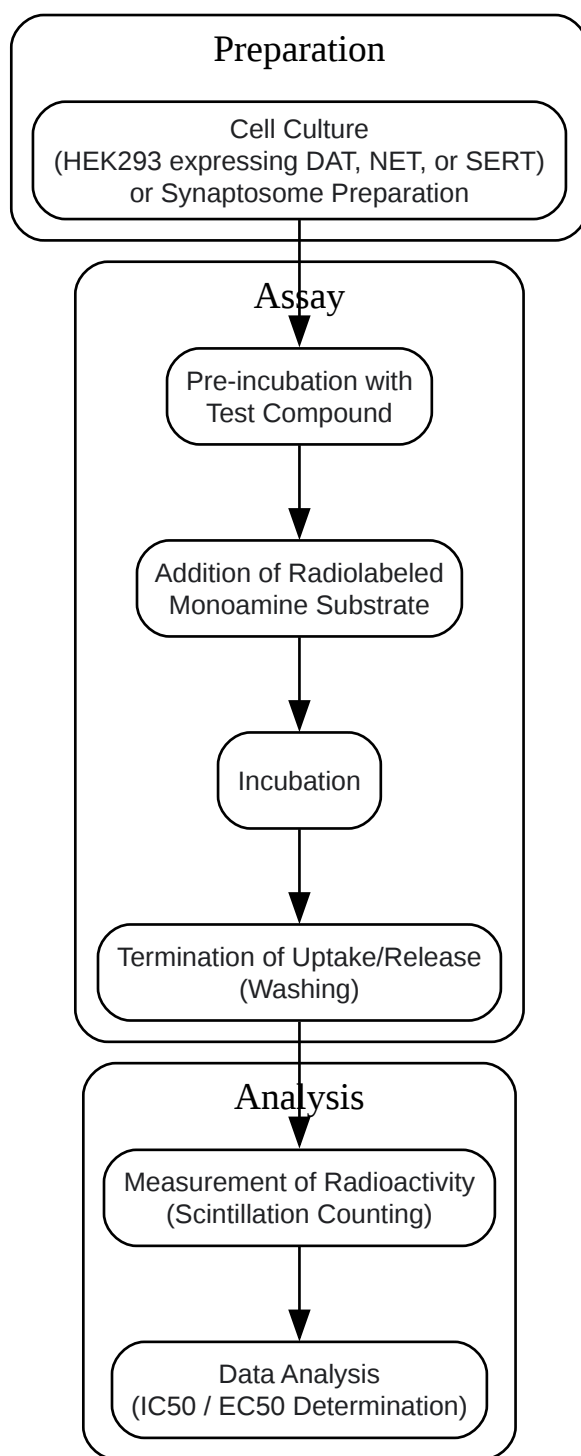 Preparation
Cell Culture
(HEK293 expressing DAT, NET, or SERT)
or Synaptosome Preparation
Assay
Pre-incubation with
Test Compound
Addition of Radiolabeled
Monoamine Substrate
Incubation
Termination of Uptake/Release
(Washing)
Analysis
Measurement of Radioactivity
(Scintillation Counting)
Data Analysis
(IC50 / EC50 Determination)